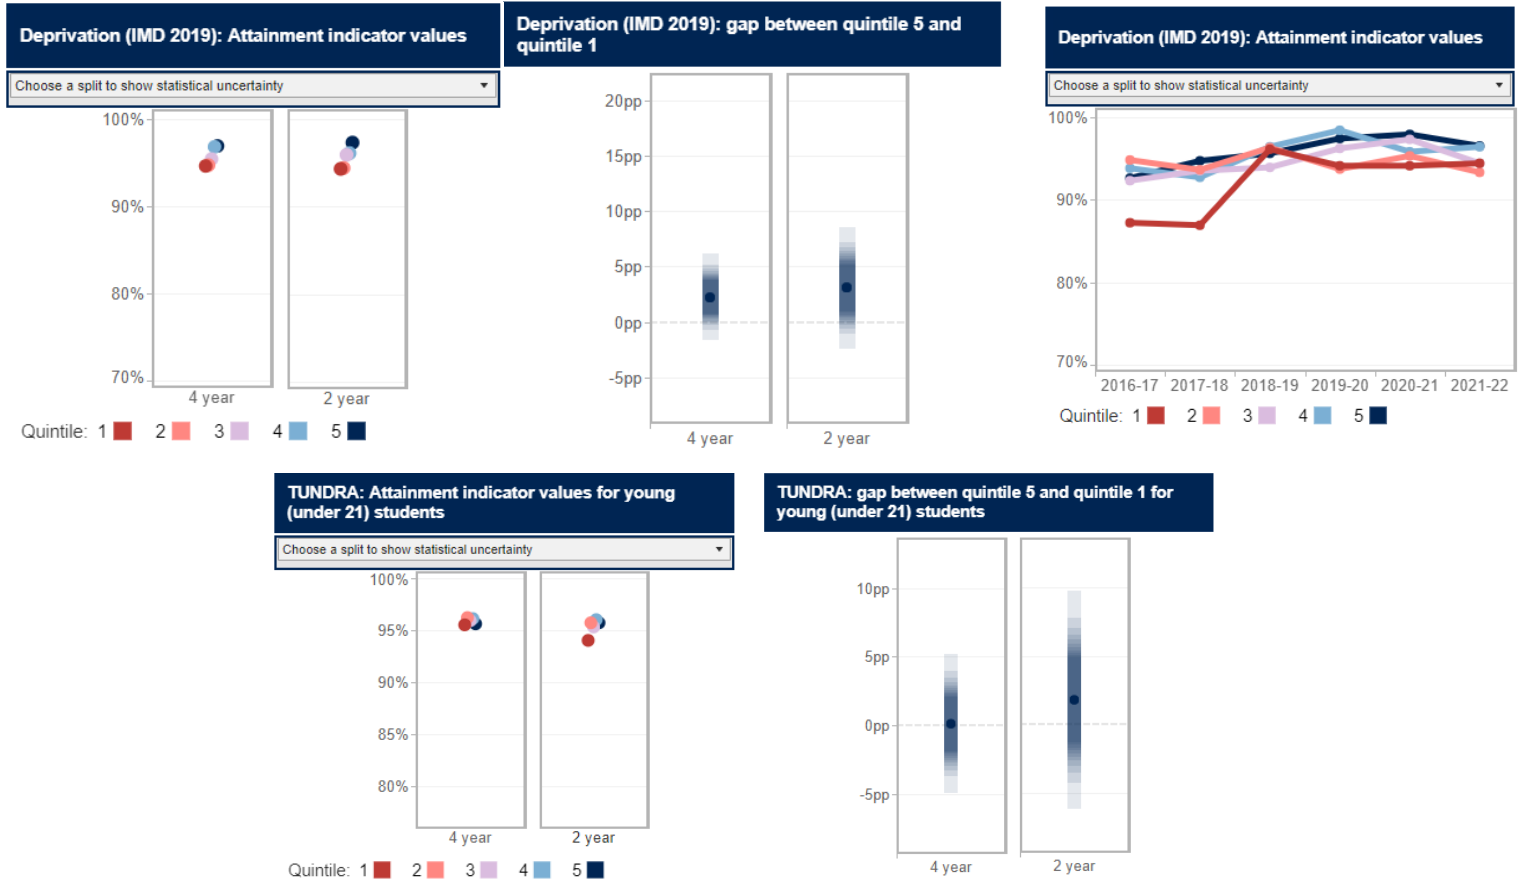 Deprivation (IMD 2019): Attainment indicator values
Choose a split to show statistical uncertainty
100%
90%
80%
70%
4 year
2 year
Quintile: 1 2 3 4 5
Deprivation (IMD 2019): gap between quintile 5 and
quintile 1
20pp
15pp
10pp
5pp
0pp
-5pp
4 year
2 year
Deprivation (IMD 2019): Attainment indicator values
Choose a split to show statistical uncertainty
100%
90%
80%
70%
2016-17 2017-18 2018-19 2019-20 2020-21 2021-22
Quintile: 1 2 3 4 5
TUNDRA: Attainment indicator values for young
(under 21) students
Choose a split to show statistical uncertainty
100%
95%
90%
85%
80%
4 year
2 year
Quintile: 1 2 3 4 5
TUNDRA: gap between quintile 5 and quintile 1 for
young (under 21) students
10pp
5pp
0pp
-5pp
4 year
2 year